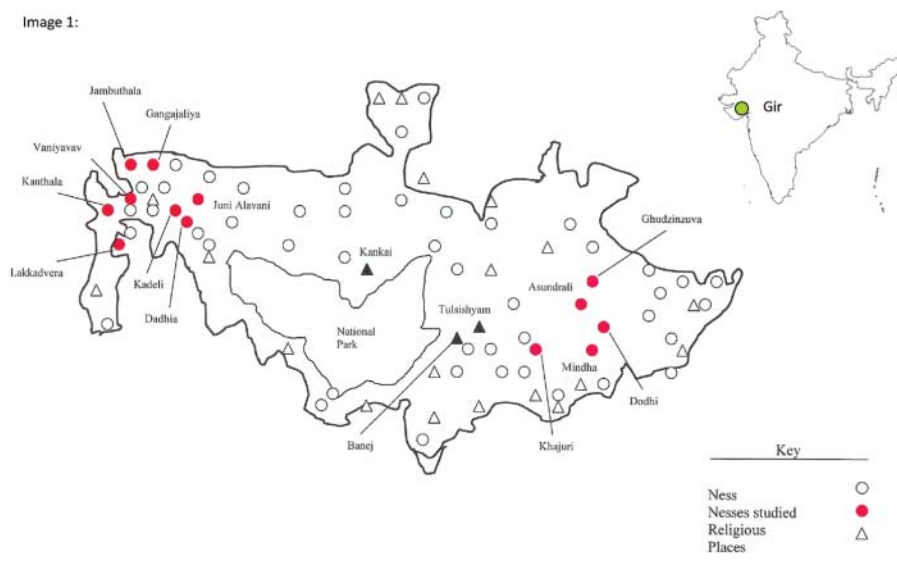 Image 1:
Gir
Jambuthala
Gangajaliya
Vaniyavav
Kanthala
Juni Alavani
Ghudzinzuva
Lakkadvera
Kadeli
Kankai
Asundrali
Dadhia
Tulsishyam
National
Park
Mindha
Dodhi
Banej
Khajuri
Key
Ness
Nesses studied
Religious
Places